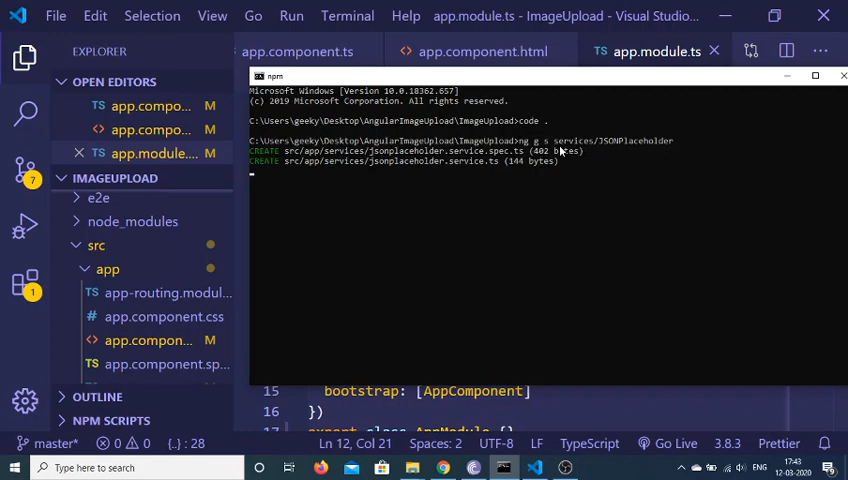 File Edit Selection View Go Run Terminal Help app.module.ts - ImageUpload - Visual Studio...
EXPLORER
app.component.ts
app.component.html
app.module.ts
OPEN EDITORS
app.compo... M
app.compo... M
app.module.... M
IMAGEUPLOAD
e2e
node_modules
src
app
app-routing.modul...
app.component.css
app.compon... M
app.component.sp...
OUTLINE
NPM SCRIPTS
7
1
npm
Microsoft Windows [Version 10.0.18362.657]
(c) 2019 Microsoft Corporation. All rights reserved.
C:\Users\geeky\Desktop\AngularImageUpload\ImageUpload>code .
C:\Users\geeky\Desktop\AngularImageUpload\ImageUpload>ng g s services/JSONPlaceholder
CREATE src/app/services/jsonplaceholder.service.spec.ts (402 bytes)
CREATE src/app/services/jsonplaceholder.service.ts (144 bytes)
15 bootstrap: [AppComponent]
16 })
17 export class AppModule {}
master* 0 0 {..} : 28 Ln 12, Col 21 Spaces: 2 UTF-8 LF TypeScript Go Live 3.8.3 Prettier
Type here to search
ENG
17:43
12-03-2020